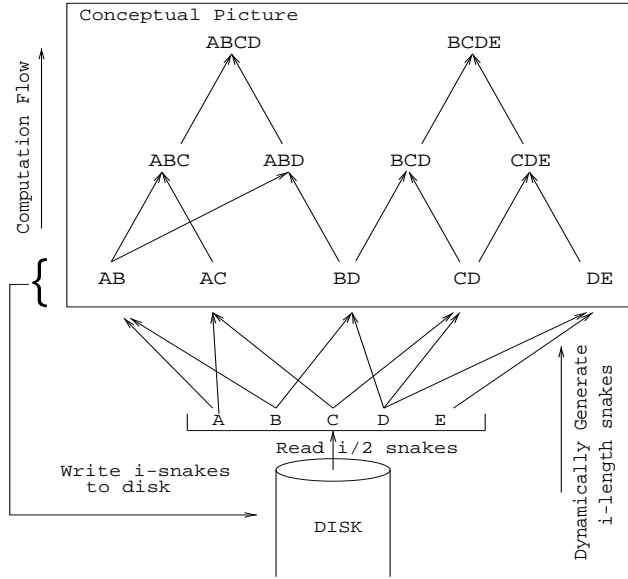 Conceptual Picture
ABCD BCDE
Computation Flow
ABC ABD BCD CDE
{
AB AC BD CD DE
A B C D E
Read i/2 snakes
Write i-snakes
to disk
DISK
Dynamically Generate
i-length snakes